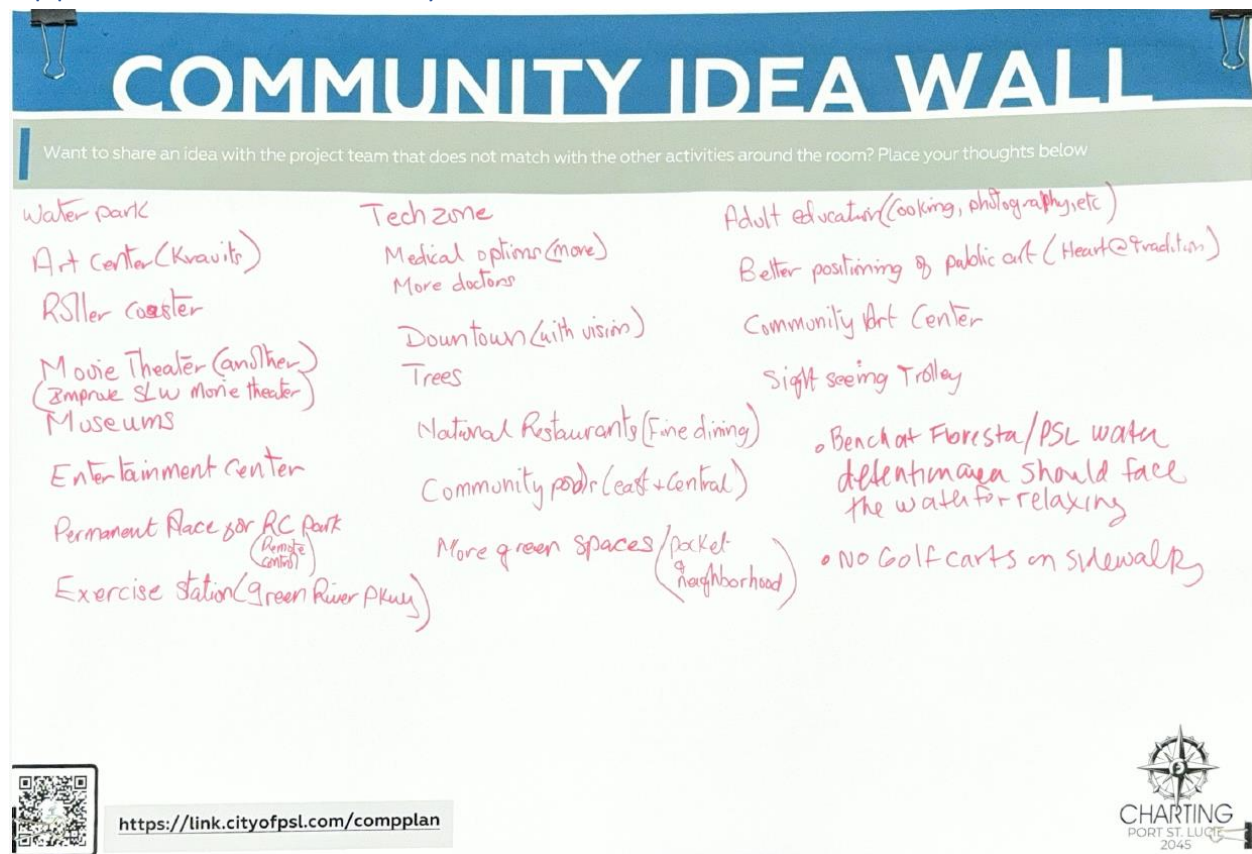 COMMUNITY IDEA WALL
Want to share an idea with the project team that does not match with the other activities around the room? Place your thoughts below
Water park
Art Center (Kravits)
Roller coaster
Movie Theater (another)
(Improve SLW Movie theater)
Museums
Entertainment Center
Permanent Place for RC Park
(Remote
Control)
Exercise station (green River Pkwy)
Tech zone
Medical options (more)
More doctors
Downtown (with vision)
Trees
National Restaurants (Fine dining)
Community pools (east + Central)
More green spaces / pocket
neighborhood)
Adult education (Cooking, photography, etc)
Better positioning of public art (Heart @ Tradition)
Community Art Center
Sight seeing Trolley
• Bench at Floresta/PSL water
detention area should face
the water for relaxing
• No Golf carts on sidewalks
https://link.cityofpsl.com/compplan
CHARTING
PORT ST. LUCIE
2045